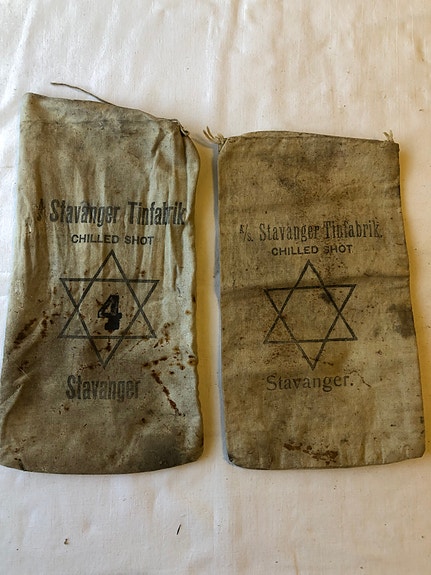 A Stavanger Tinfabrik
CHILLED SHOT
4
Stavanger
A/S. Stavanger Tinfabrik.
CHILLED SHOT
Stavanger.